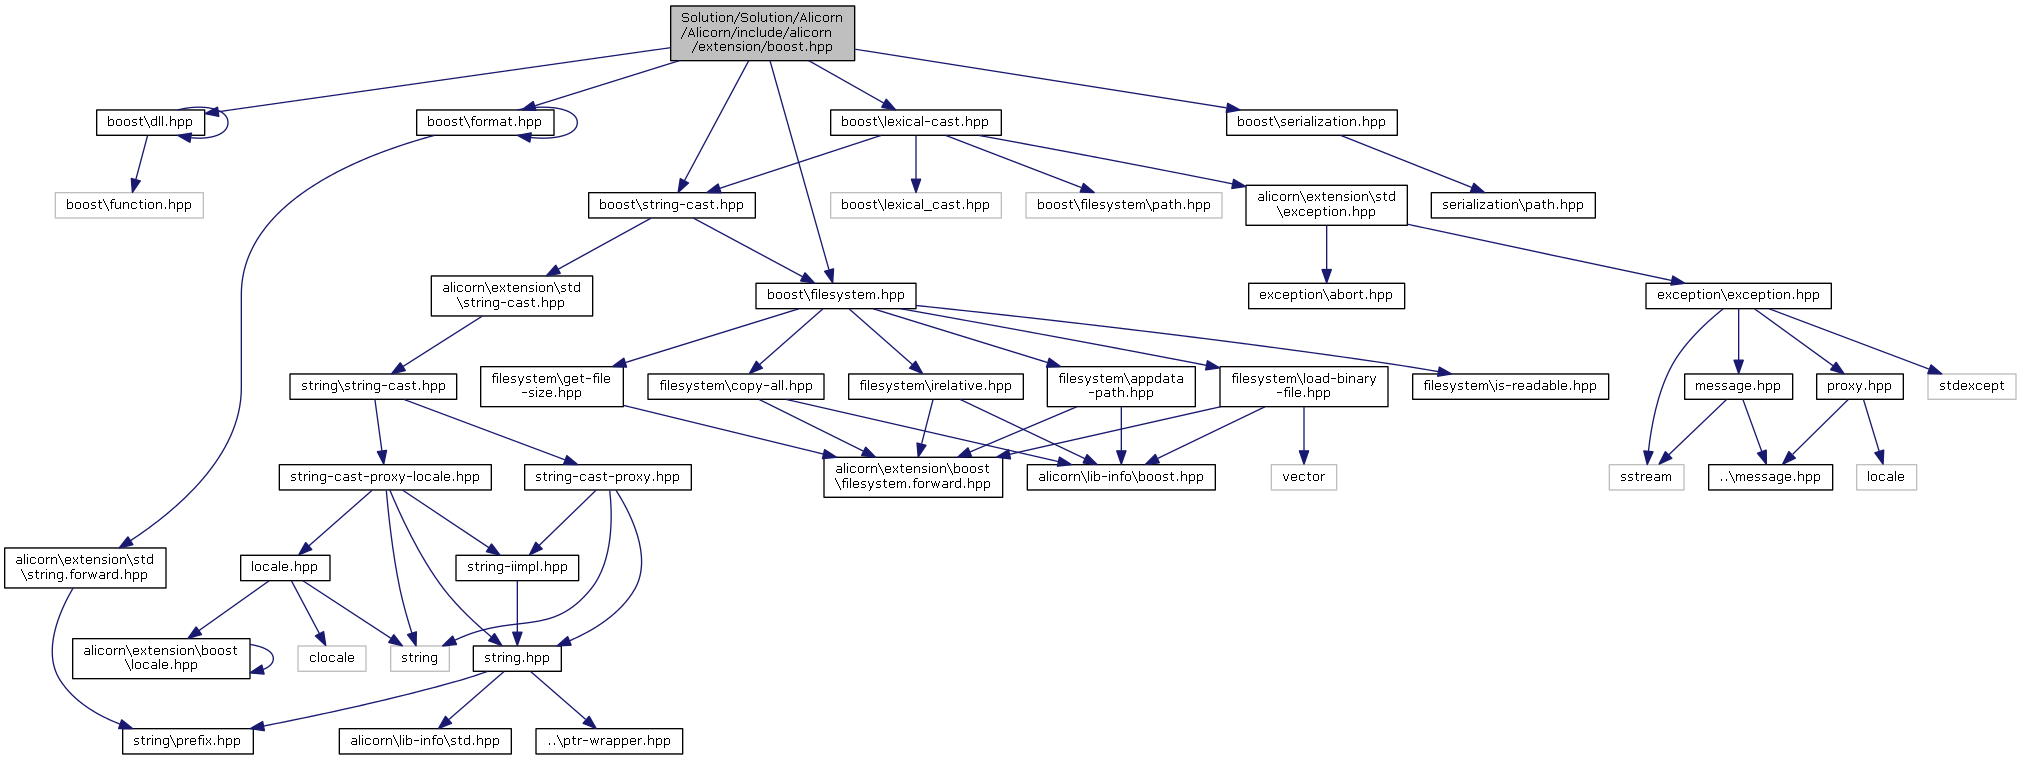 Solution/Solution/Alicorn
/Alicorn/include/alicorn
/extension/boost.hpp
boost\dll.hpp
boost\format.hpp
boost\lexical-cast.hpp
boost\serialization.hpp
boost\function.hpp
boost\string-cast.hpp
boost\lexical_cast.hpp
boost\filesystem\path.hpp
alicorn\extension\std
\exception.hpp
serialization\path.hpp
alicorn\extension\std
\string-cast.hpp
boost\filesystem.hpp
exception\abort.hpp
exception\exception.hpp
string\string-cast.hpp
filesystem\get-file
-size.hpp
filesystem\copy-all.hpp
filesystem\irelative.hpp
filesystem\appdata
-path.hpp
filesystem\load-binary
-file.hpp
filesystem\is-readable.hpp
message.hpp
proxy.hpp
stdexcept
string-cast-proxy-locale.hpp
string-cast-proxy.hpp
alicorn\extension\boost
\filesystem.forward.hpp
alicorn\lib-info\boost.hpp
vector
sstream
..\message.hpp
locale
alicorn\extension\std
\string.forward.hpp
locale.hpp
string-iimpl.hpp
alicorn\extension\boost
\locale.hpp
clocale
string
string.hpp
string\prefix.hpp
alicorn\lib-info\std.hpp
..\ptr-wrapper.hpp